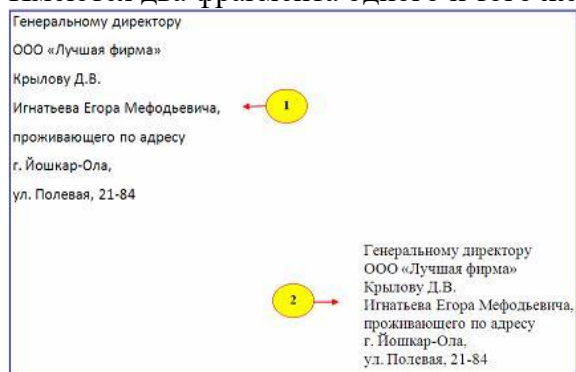 Генеральному директору
ООО «Лучшая фирма»
Крылову Д.В.
Игнатьева Егора Мефодьевича,
1
проживающего по адресу
г. Йошкар-Ола,
ул. Полевая, 21-84
Генеральному директору
ООО «Лучшая фирма»
Крылову Д.В.
2
Игнатьева Егора Мефодьевича,
проживающего по адресу
г. Йошкар-Ола,
ул. Полевая, 21-84